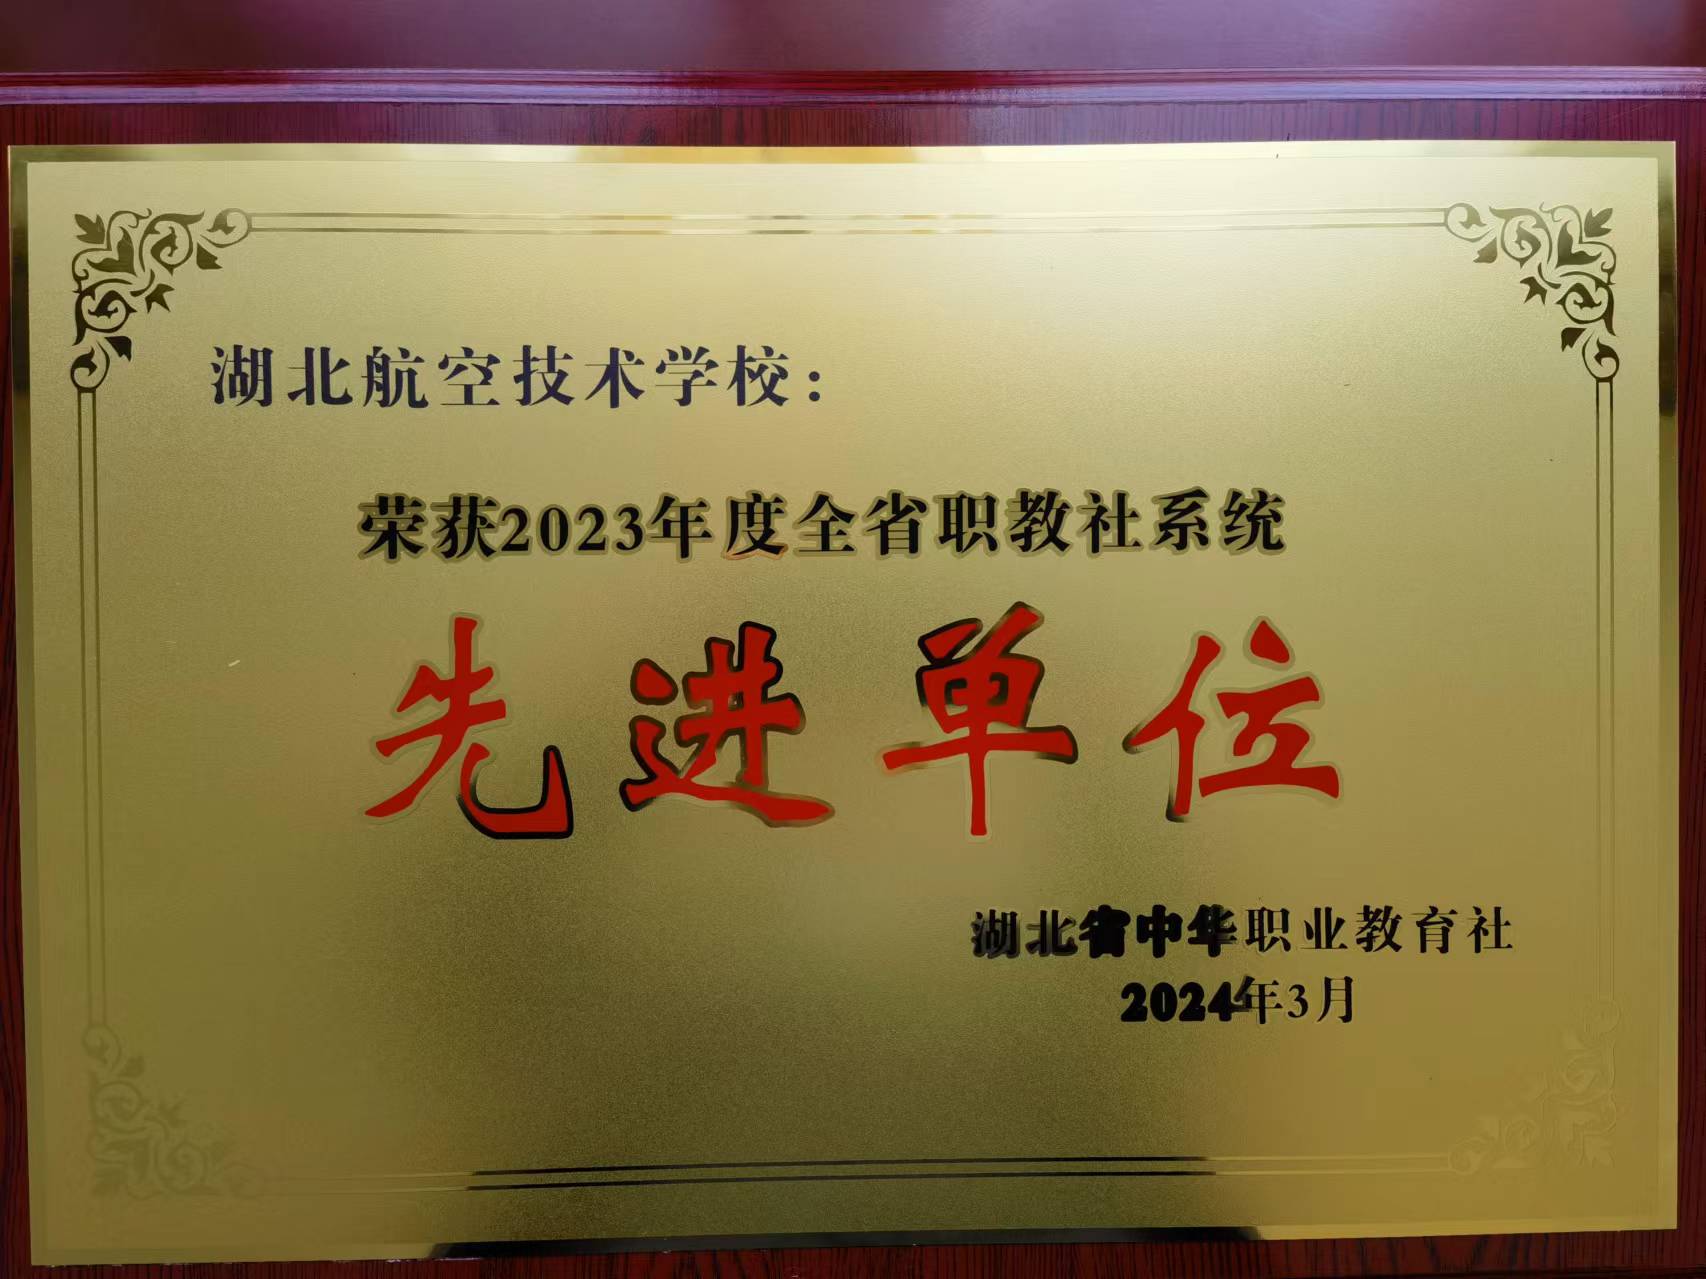 湖北航空技术学校：
荣获2023年度全省职教社系统
先进单位
湖北省中华职业教育社
2024年3月